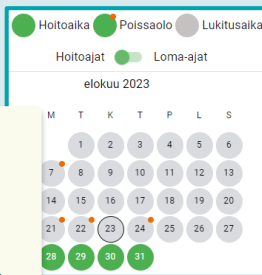 Hoitoaika Poissaolo Lukitusaika
Hoitoajat Loma-ajat
elokuu 2023
M T K T P L S
1 2 3 4 5 6
7 8 9 10 11 12 13
14 15 16 17 18 19 20
21 22 23 24 25 26 27
28 29 30 31